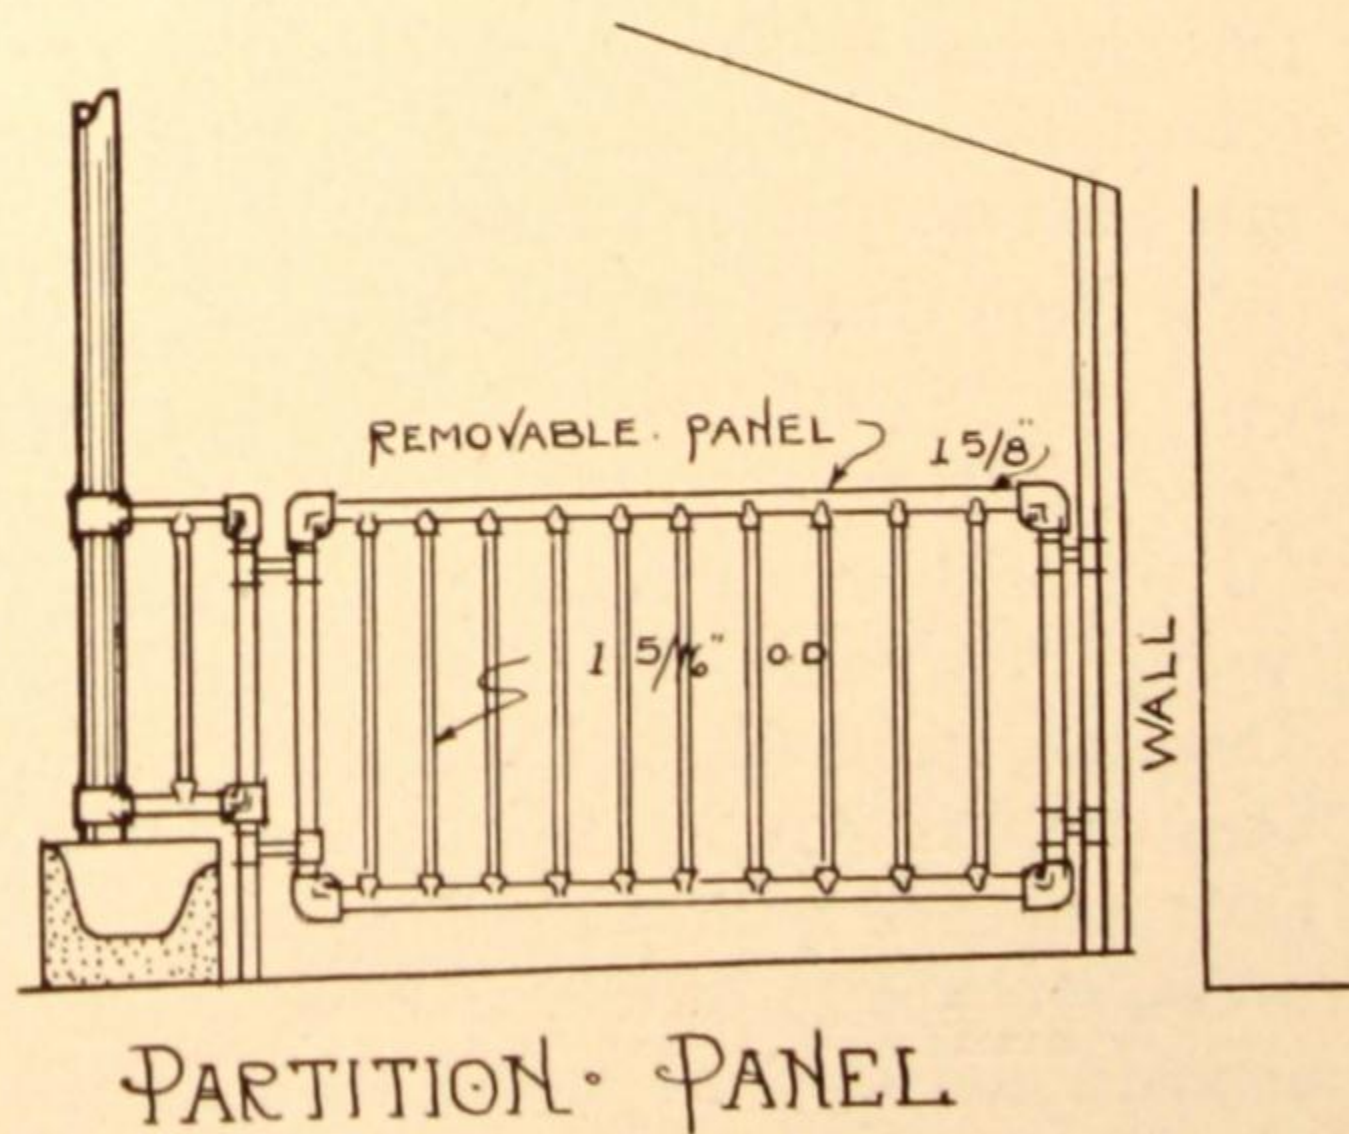 REMOVABLE · PANEL
1 5/8"
1 5/16" O.D
WALL
PARTITION · PANEL